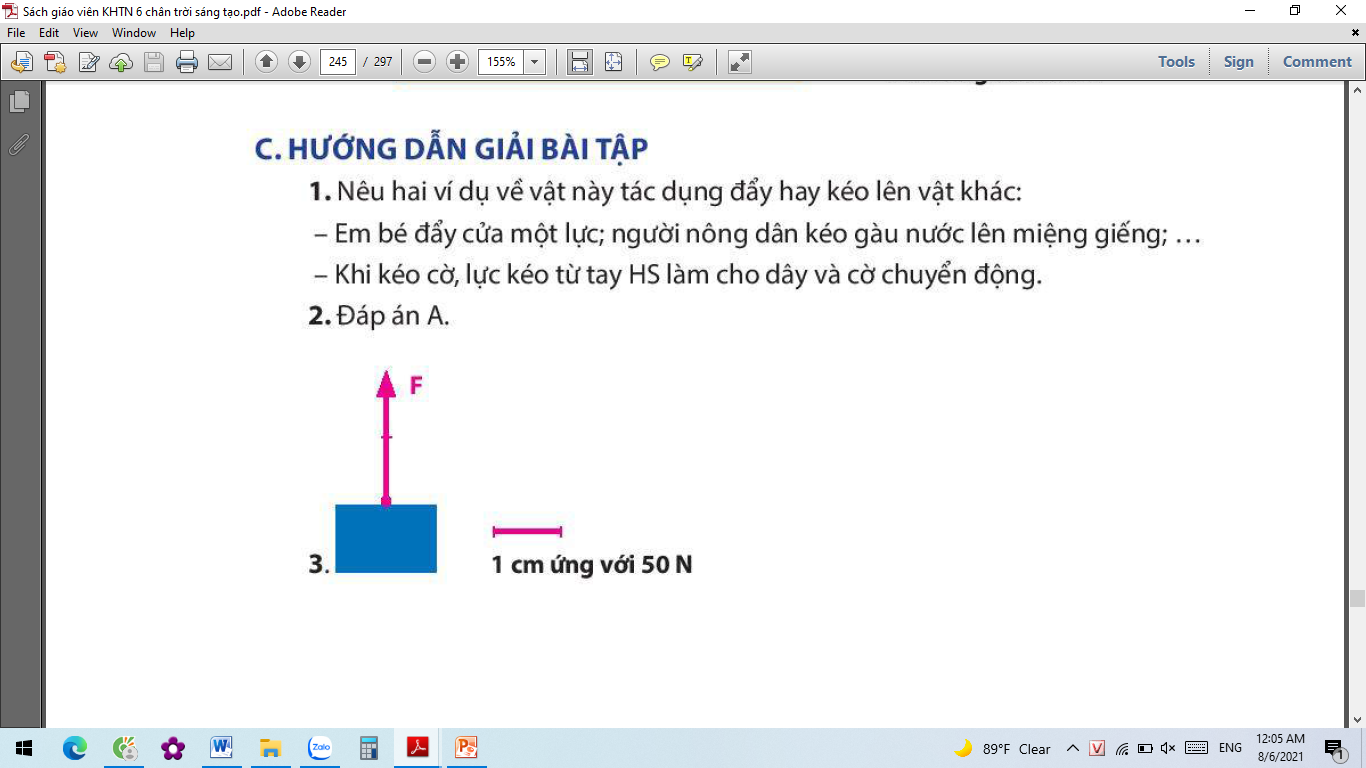 Sách giáo viên KHTN 6 chân trời sáng tạo.pdf - Adobe Reader
File Edit View Window Help
245 / 297 155% Tools Sign Comment
C. HƯỚNG DẪN GIẢI BÀI TẬP
1. Nêu hai ví dụ về vật này tác dụng đẩy hay kéo lên vật khác:
– Em bé đẩy cửa một lực; người nông dân kéo gàu nước lên miệng giếng; …
– Khi kéo cờ, lực kéo từ tay HS làm cho dây và cờ chuyển động.
2. Đáp án A.
F
3.
1 cm ứng với 50 N
Zalo
89°F Clear
ENG
12:05 AM
8/6/2021
1